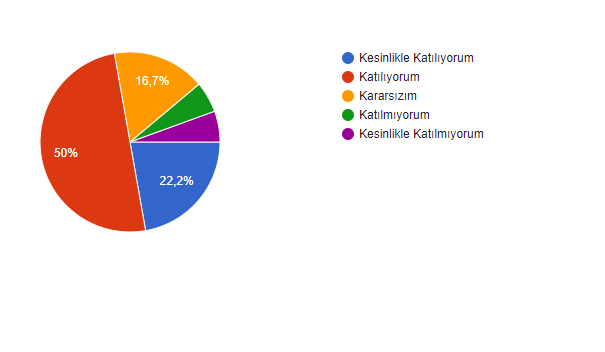 16,7%
50%
22,2%
Kesinlikle Katılıyorum
Katılıyorum
Kararsızım
Katılmıyorum
Kesinlikle Katılmıyorum